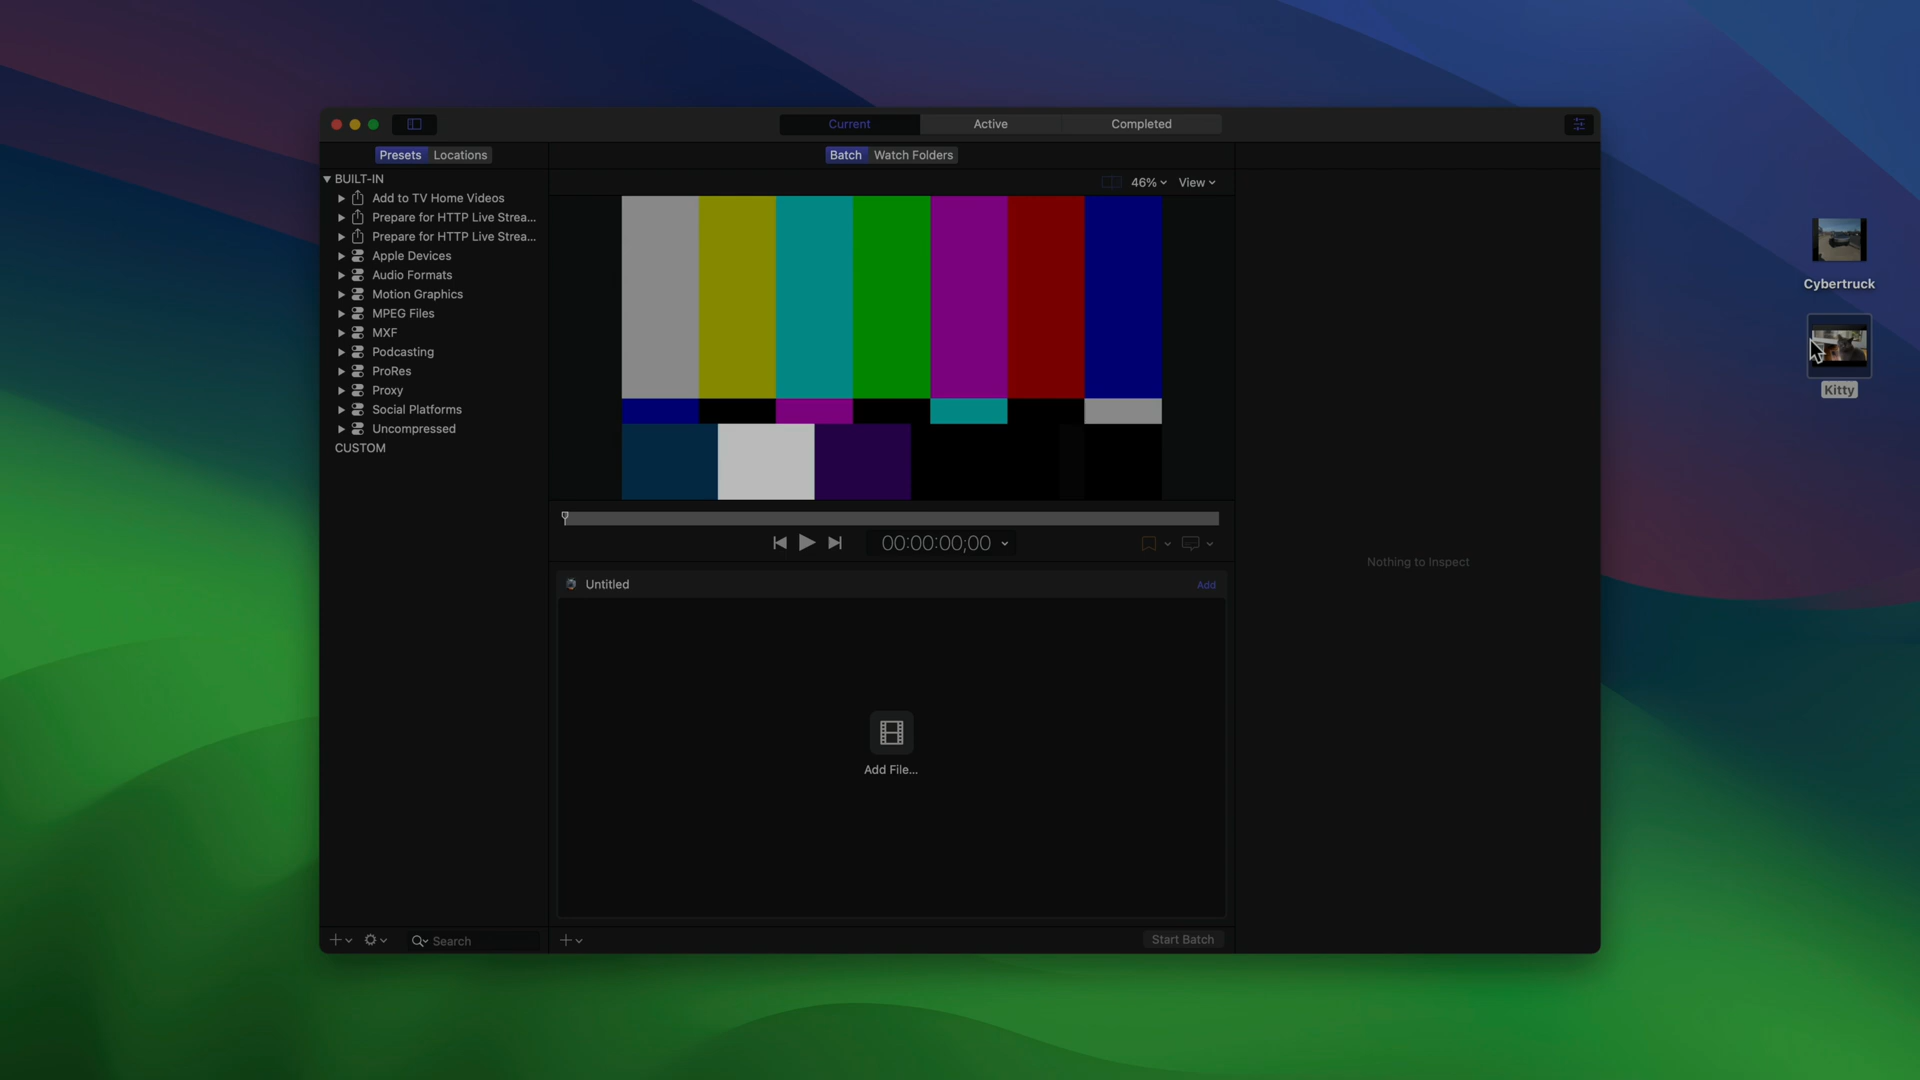 Current
Active
Completed
Presets
Locations
Batch
Watch Folders
BUILT-IN
Add to TV Home Videos
Prepare for HTTP Live Strea...
Prepare for HTTP Live Strea...
Apple Devices
Audio Formats
Motion Graphics
MPEG Files
MXF
Podcasting
ProRes
Proxy
Social Platforms
Uncompressed
CUSTOM
46%
View
00:00:00;00
Untitled
Add
Add File...
Nothing to Inspect
Search
Start Batch
Cybertruck
Kitty